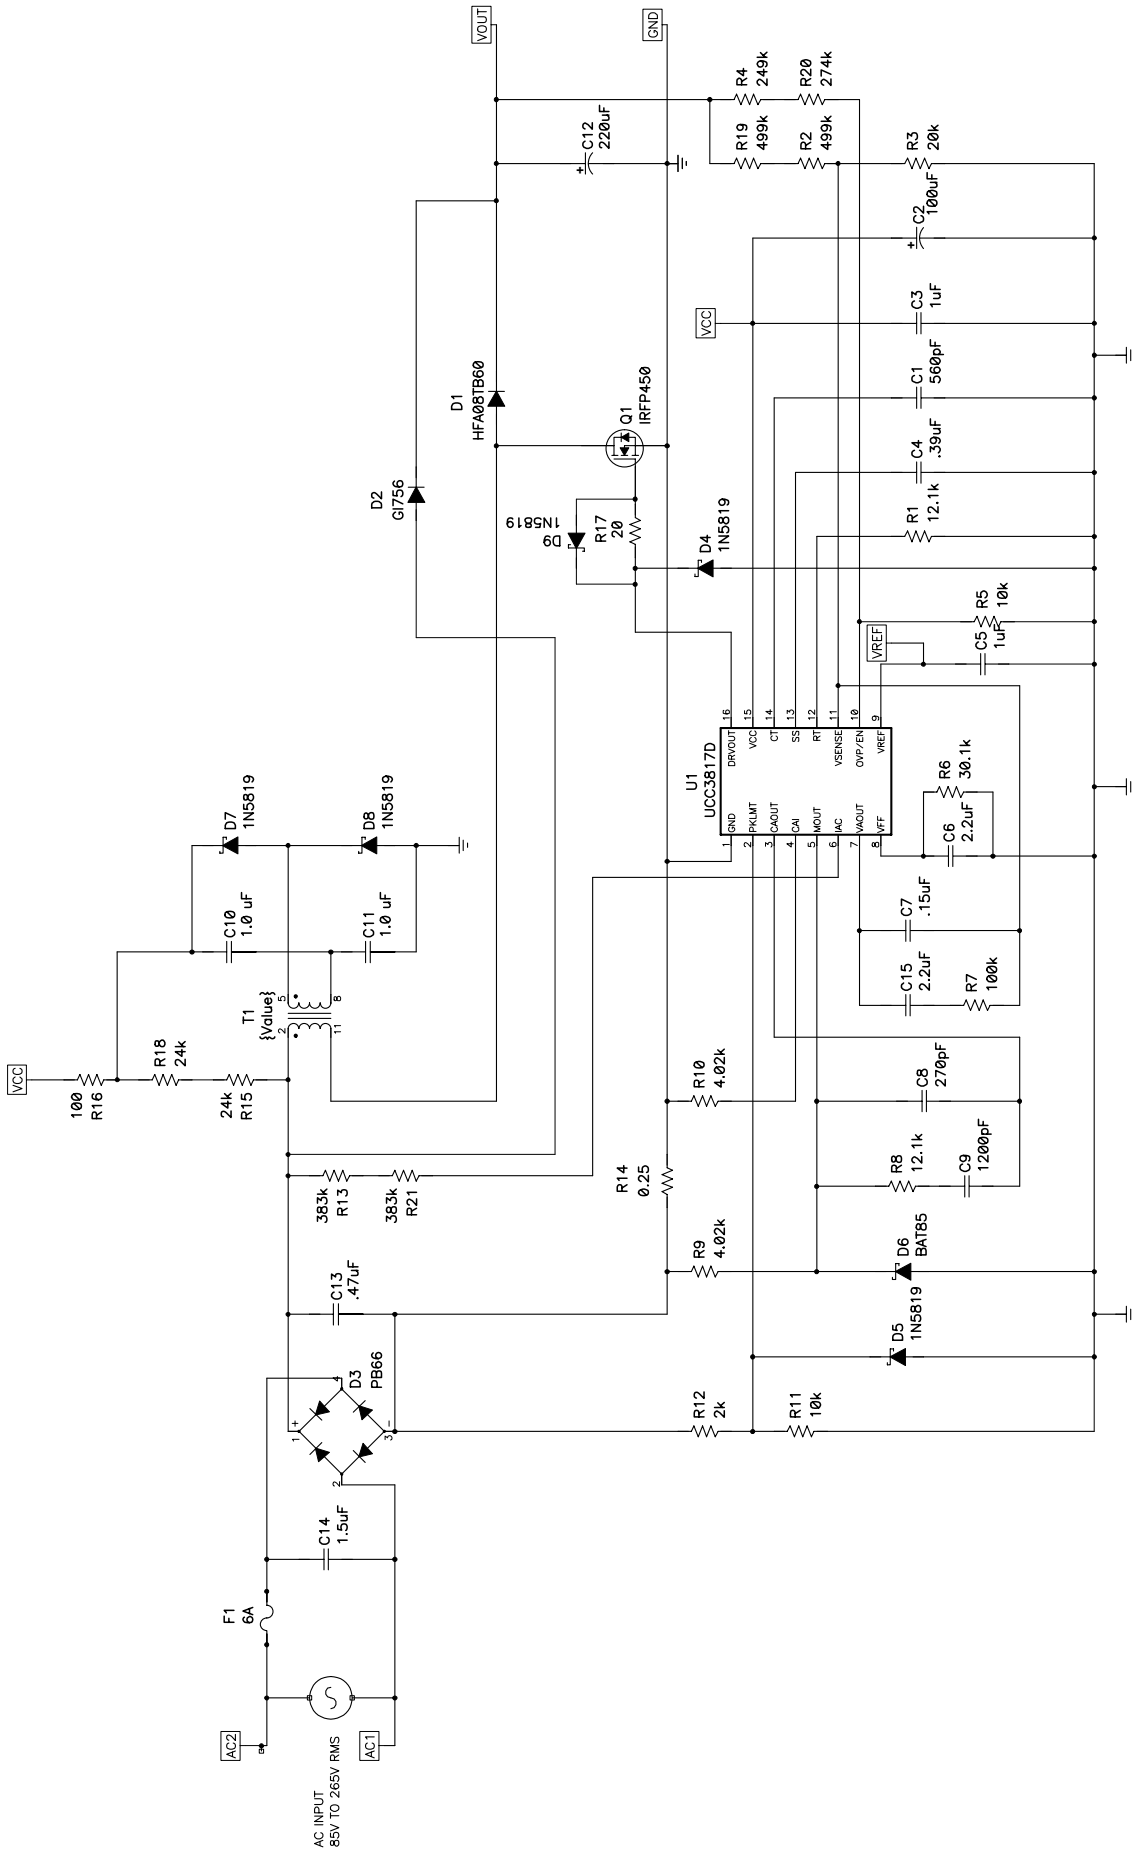 AC INPUT
85V TO 265V RMS
AC2
AC1
F1
6A
C14
1.5uF
1
+
2
3
-
4
D3
PB66
C13
.47uF
383k
R13
383k
R21
VCC
100
R16
R18
24k
24k
R15
T1
{Value}
2
5
11
8
C10
1.0 uF
C11
1.0 uF
D7
1N5819
D8
1N5819
D2
GI756
D1
HFA08TB60
VOUT
GND
C12
220uF
Q1
IRFP450
D9
1N5819
R17
20
D4
1N5819
R14
0.25
R12
2k
R11
10k
D5
1N5819
R9
4.02k
D6
BAT85
R8
12.1k
C9
1200pF
R10
4.02k
C8
270pF
C15
2.2uF
R7
100k
C7
.15uF
C6
2.2uF
R6
30.1k
U1
UCC3817D
1
GND
2
PKLMT
3
CAOUT
4
CAI
5
MOUT
6
IAC
7
VAOUT
8
VFF
DRVOUT
16
VCC
15
CT
14
SS
13
RT
12
VSENSE
11
OVP/EN
10
VREF
9
VREF
C5
1uF
R5
10k
R1
12.1k
C4
.39uF
C1
560pF
VCC
C3
1uF
C2
100uF
R19
499k
R2
499k
R3
20k
R4
249k
R20
274k